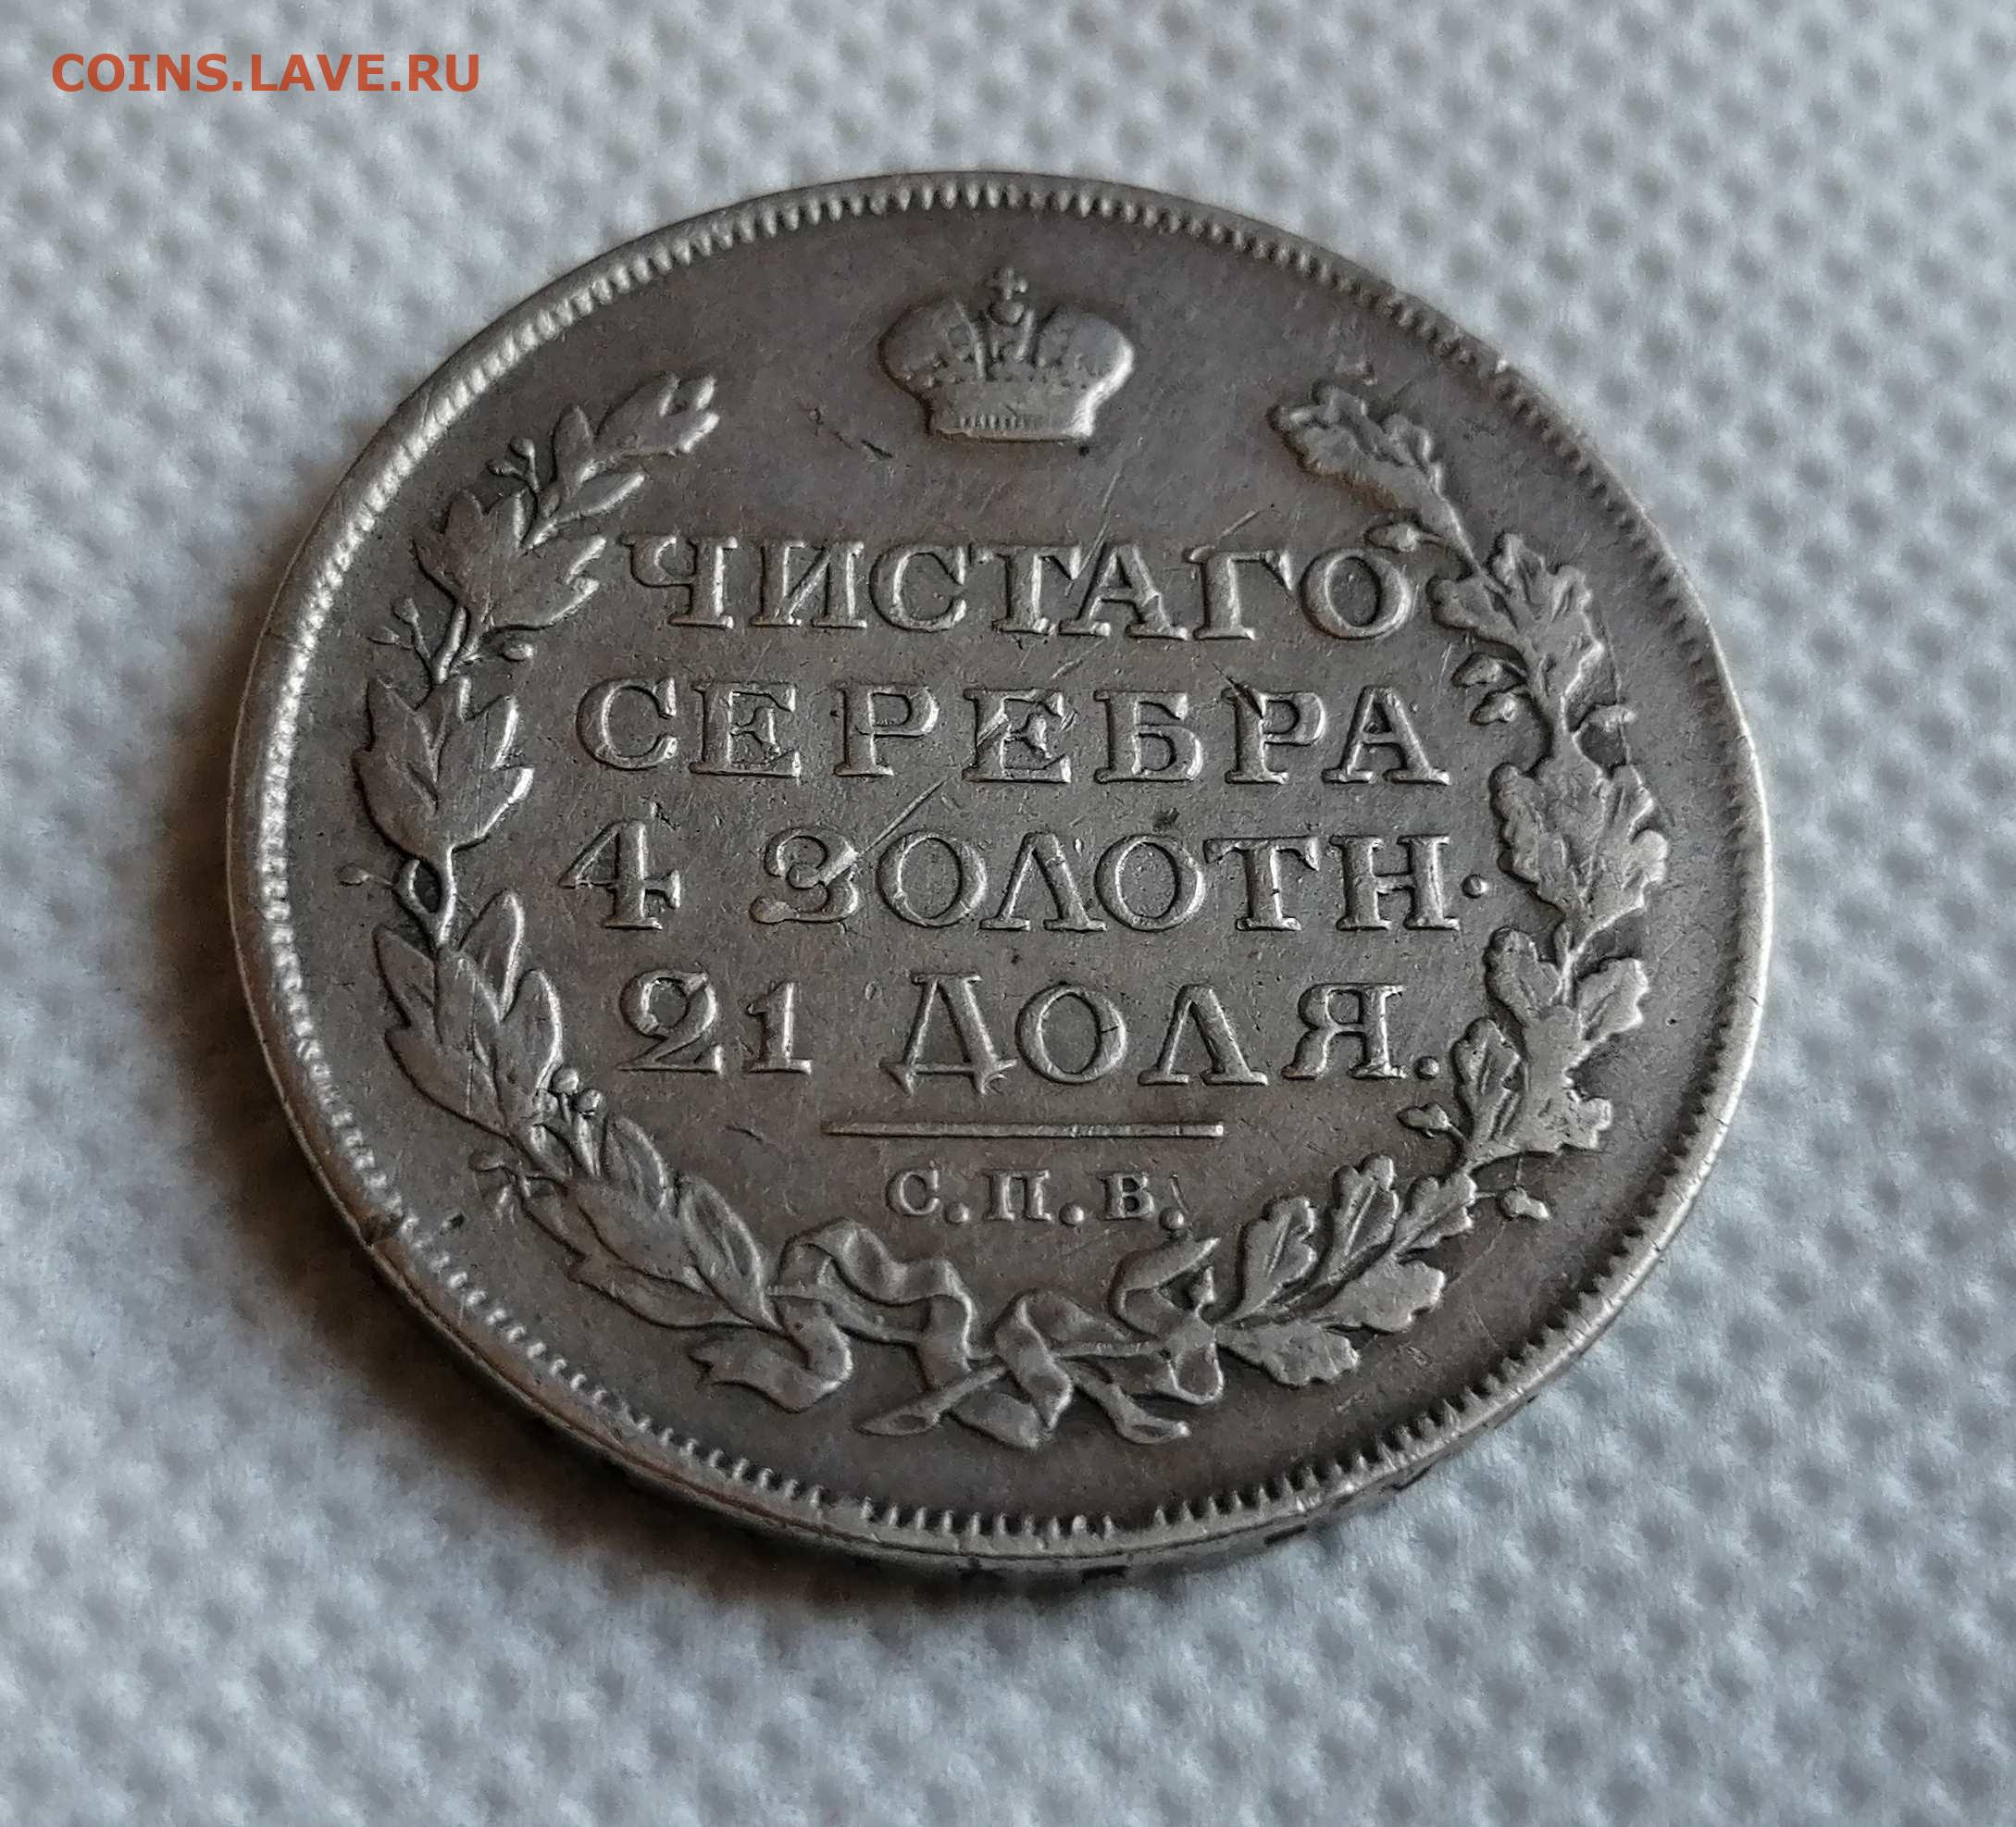 COINS.LAVE.RU
ЧИСТАГО
СЕРЕБРА
4 ЗОЛОТН.
21 ДОЛЯ.
С.П.В.